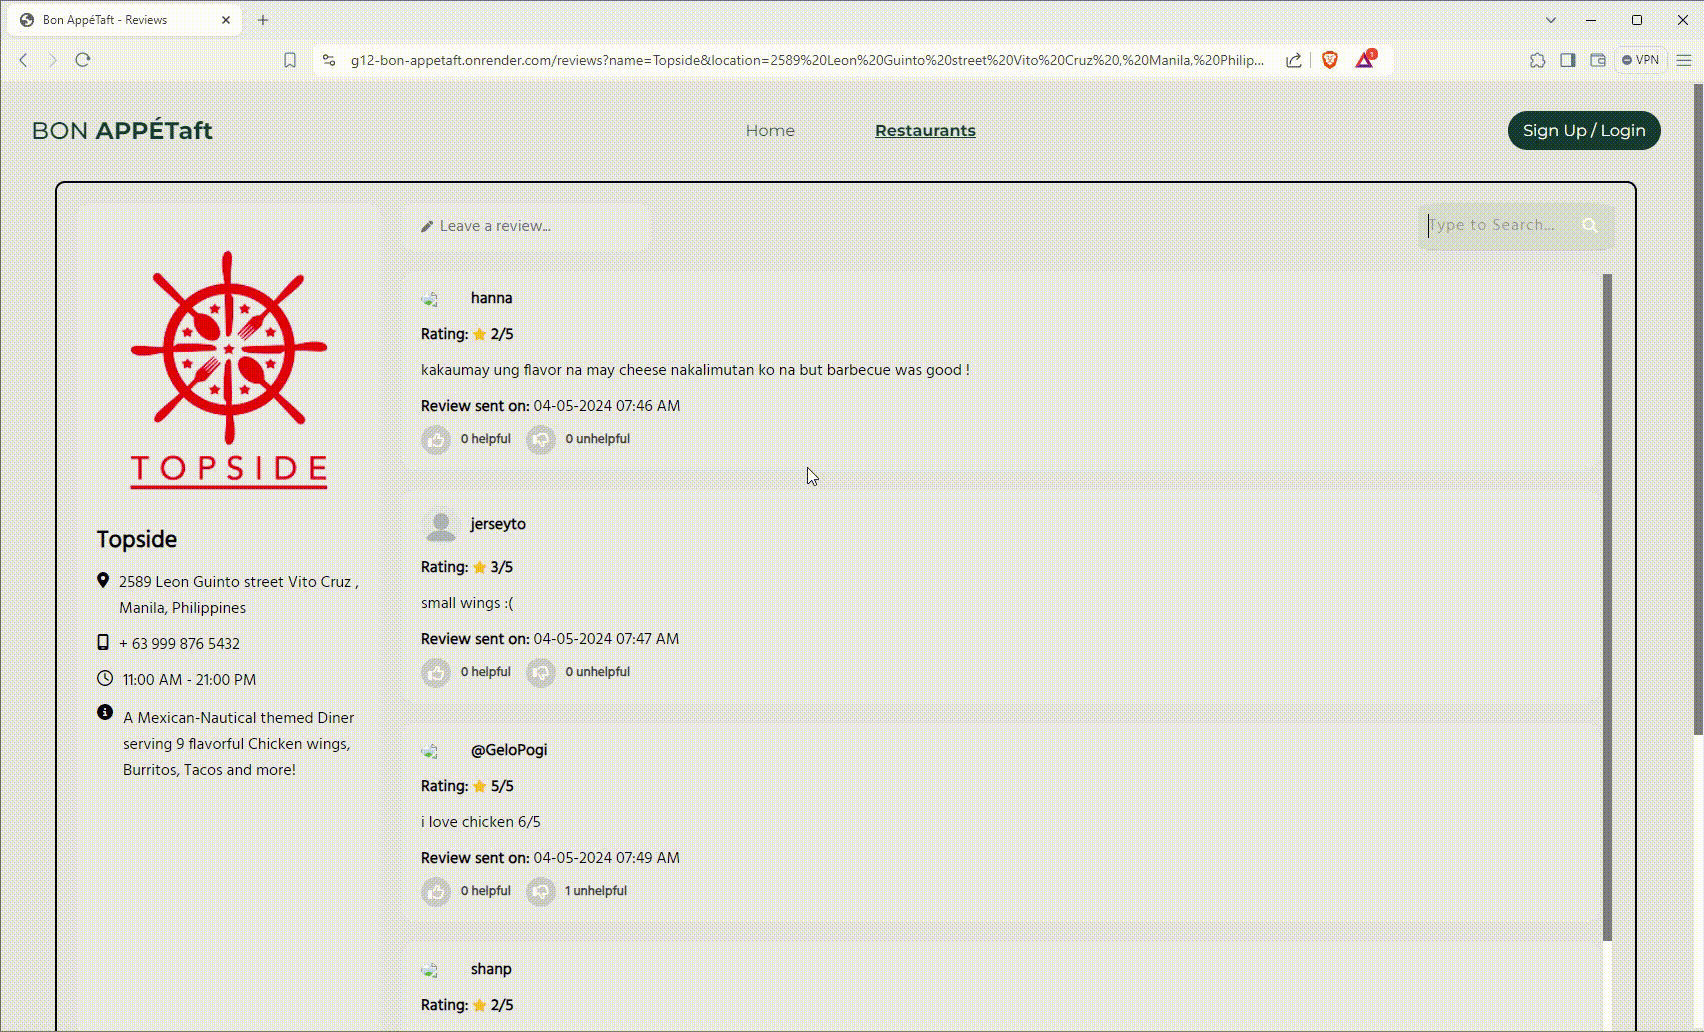 Bon AppéTaft - Reviews
g12-bon-appetaft.onrender.com/reviews?name=Topside&location=2589%20Leon%20Guinto%20street%20Vito%20Cruz%20,%20Manila,%20Philip...
1
VPN
BON APPÉTaft
Home
Restaurants
Sign Up / Login
TOPSIDE
Topside
2589 Leon Guinto street Vito Cruz ,
Manila, Philippines
+ 63 999 876 5432
11:00 AM - 21:00 PM
A Mexican-Nautical themed Diner
serving 9 flavorful Chicken wings,
Burritos, Tacos and more!
Leave a review...
Type to Search...
hanna
Rating: 2/5
kakaumay ung flavor na may cheese nakalimutan ko na but barbecue was good !
Review sent on: 04-05-2024 07:46 AM
0 helpful 0 unhelpful
jerseyto
Rating: 3/5
small wings :(
Review sent on: 04-05-2024 07:47 AM
0 helpful 0 unhelpful
@GeloPogi
Rating: 5/5
i love chicken 6/5
Review sent on: 04-05-2024 07:49 AM
0 helpful 1 unhelpful
shanp
Rating: 2/5